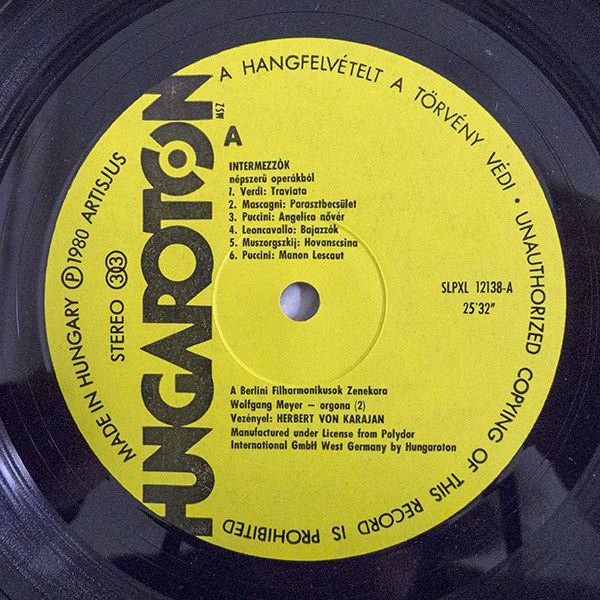 A HANGFELVÉTELT A TÖRVÉNY VÉDI • UNAUTHORIZED COPYING OF THIS RECORD IS PROHIBITED
MADE IN HUNGARY Ⓟ 1980 ARTISJUS
STEREO 33
HUNGAROTON
MSZ
A
INTERMEZZÓK
népszerű operákból
1. Verdi: Traviata
2. Mascagni: Parasztbecsület
3. Puccini: Angelica nővér
4. Leoncavallo: Bajazzók
5. Muszorgszkij: Hovanscsina
6. Puccini: Manon Lescaut
SLPXL 12138-A
25'32"
A Berlini Filharmonikusok Zenekara
Wolfgang Meyer – orgona (2)
Vezényel: HERBERT VON KARAJAN
Manufactured under License from Polydor
International GmbH West Germany by Hungaroton